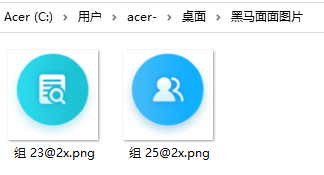 Acer (C:) > 用户 > acer- > 桌面 > 黑马面面图片
组 23@2x.png
组 25@2x.png